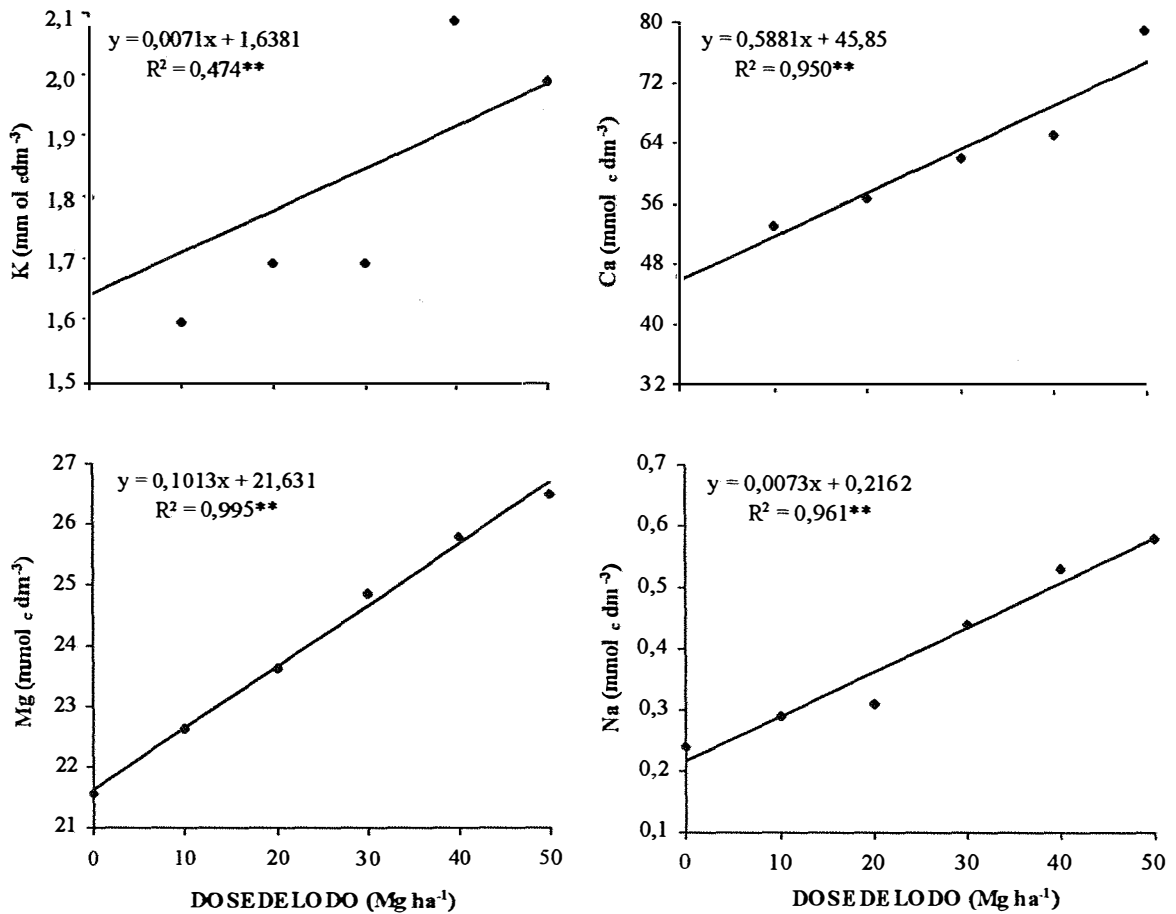 y = 0,0071x + 1,6381
R² = 0,474**
K (mmol cdm⁻³)
2,1
2,0
1,9
1,8
1,7
1,6
1,5
y = 0,5881x + 45,85
R² = 0,950**
Ca (mmol c dm⁻³)
80
72
64
56
48
40
32
y = 0,1013x + 21,631
R² = 0,995**
Mg (mmol c dm⁻³)
27
26
25
24
23
22
21
0 10 20 30 40 50
DOSE DE LODO (Mg ha⁻¹)
y = 0,0073x + 0,2162
R² = 0,961**
Na (mmol c dm⁻³)
0,7
0,6
0,5
0,4
0,3
0,2
0,1
0 10 20 30 40 50
DOSE DE LODO (Mg ha⁻¹)